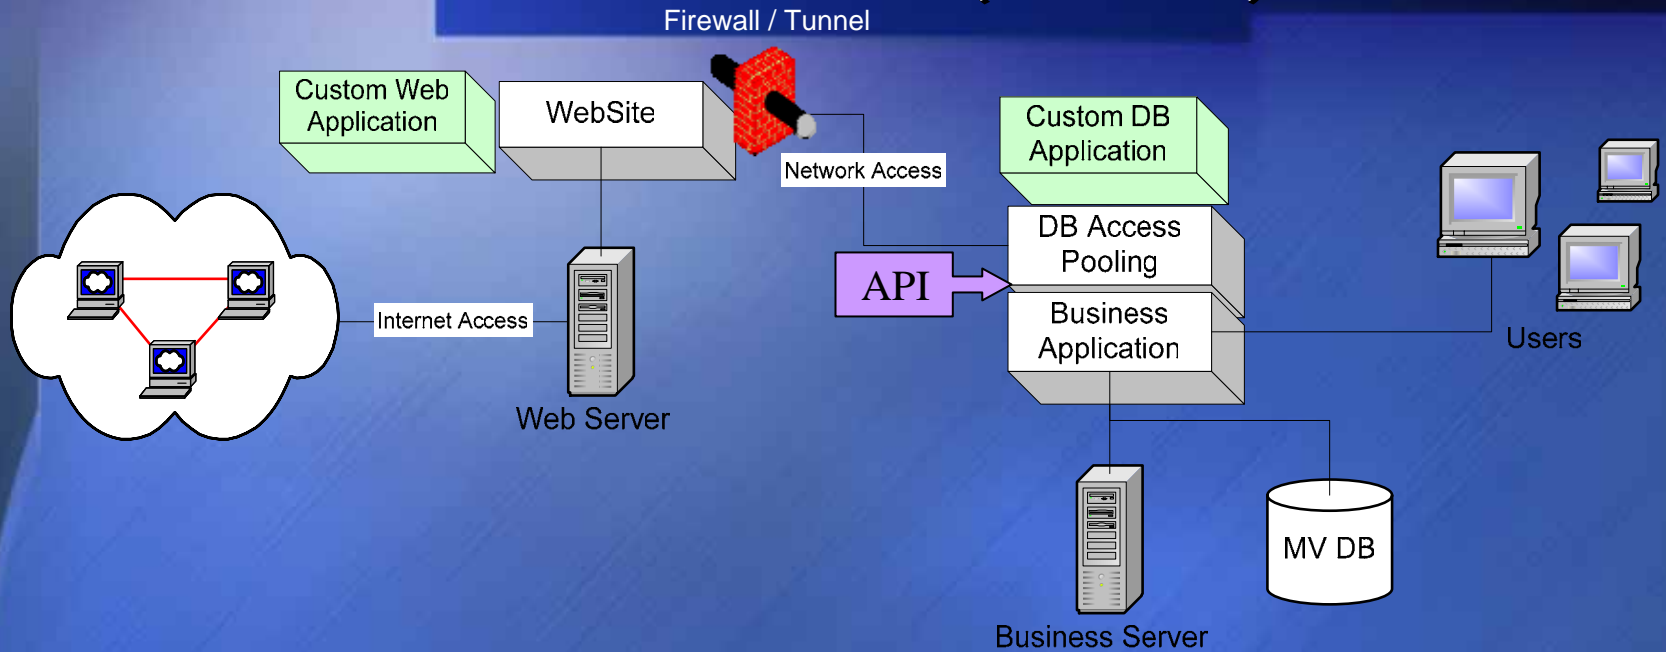 Firewall / Tunnel
Custom Web
Application
WebSite
Network Access
Custom DB
Application
DB Access
Pooling
API
Business
Application
Users
Internet Access
Web Server
MV DB
Business Server